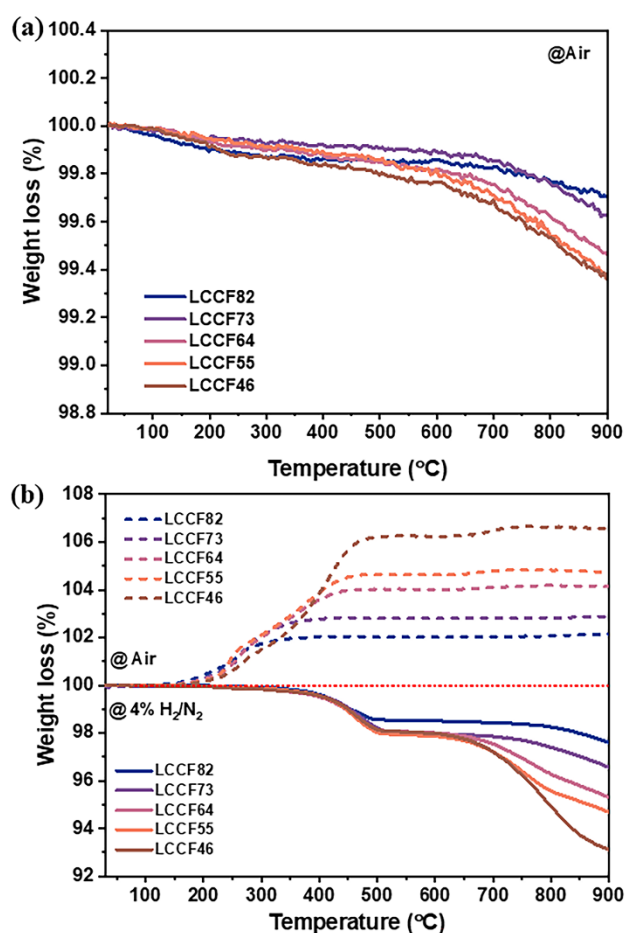 (a)
100.4
100.2
100.0
99.8
99.6
99.4
99.2
99.0
98.8
Weight loss (%)
@Air
LCCF82
LCCF73
LCCF64
LCCF55
LCCF46
100 200 300 400 500 600 700 800 900
Temperature (°C)
(b)
108
106
104
102
100
98
96
94
92
Weight loss (%)
LCCF82
LCCF73
LCCF64
LCCF55
LCCF46
@Air
@ 4% H₂/N₂
LCCF82
LCCF73
LCCF64
LCCF55
LCCF46
100 200 300 400 500 600 700 800 900
Temperature (°C)